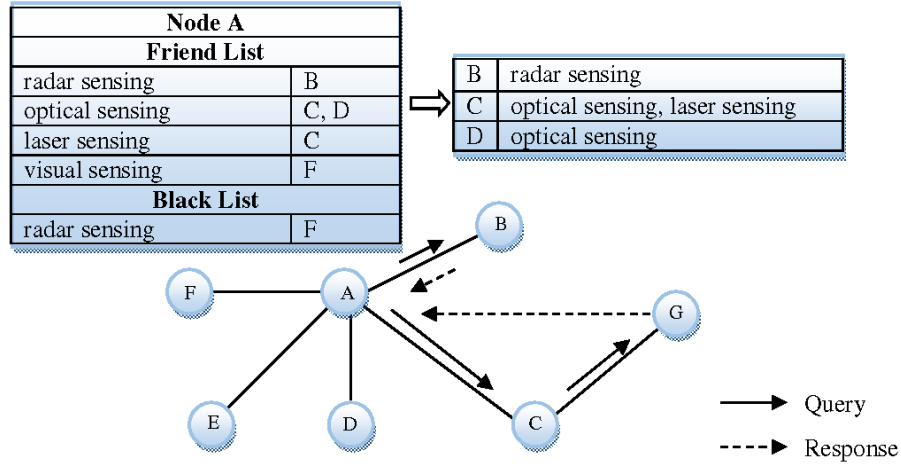 Node A
Friend List
radar sensing B
optical sensing C, D
laser sensing C
visual sensing F
Black List
radar sensing F
B radar sensing
C optical sensing, laser sensing
D optical sensing
B
F
A
G
E
D
C
Query
Response